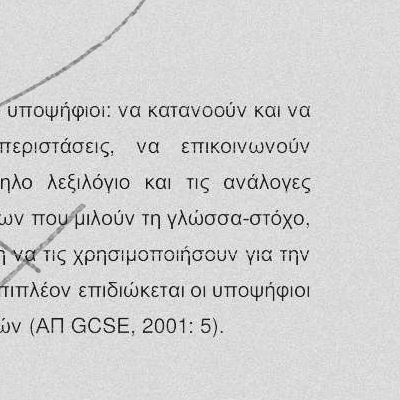 υποψήφιοι: να κατανοούν και να
περιστάσεις, να επικοινωνούν
ηλο λεξιλόγιο και τις ανάλογες
ων που μιλούν τη γλώσσα-στόχο,
η να τις χρησιμοποιήσουν για την
πιπλέον επιδιώκεται οι υποψήφιοι
ών (ΑΠ GCSE, 2001: 5).